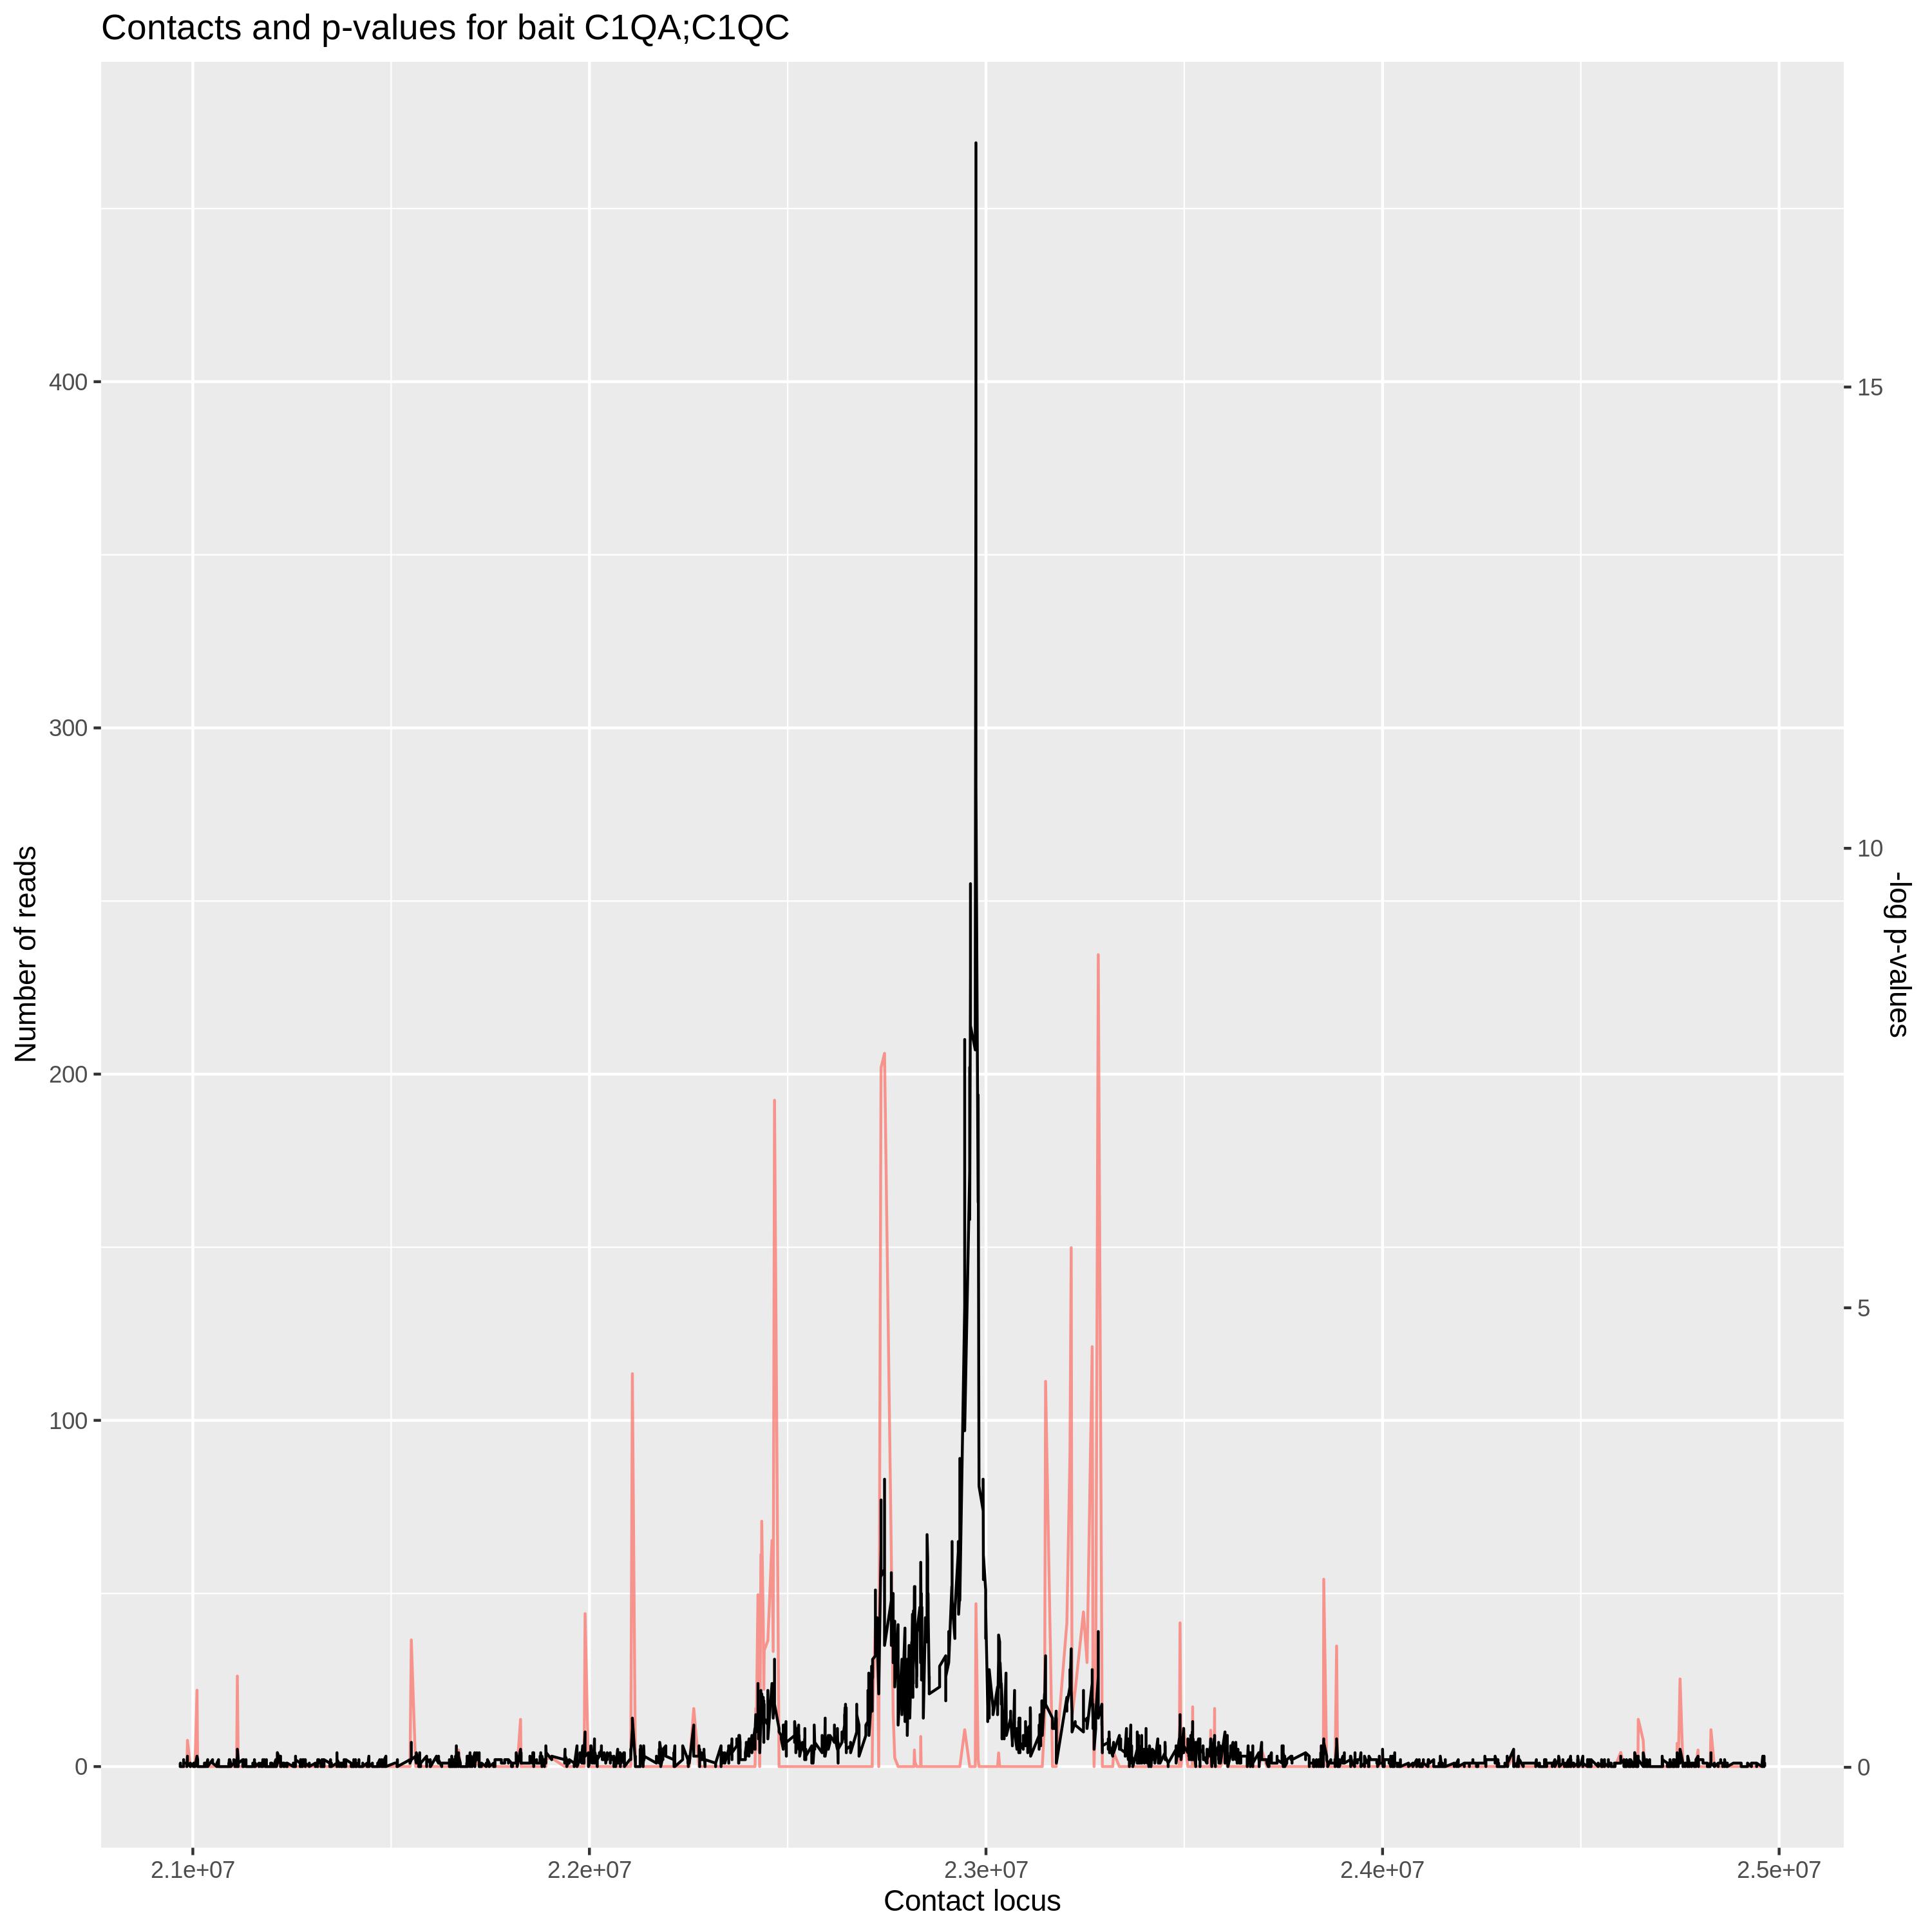 Contacts and p-values for bait C1QA;C1QC
400
300
200
100
0
Number of reads
15
10
5
0
-log p-values
2.1e+07 2.2e+07 2.3e+07 2.4e+07 2.5e+07
Contact locus